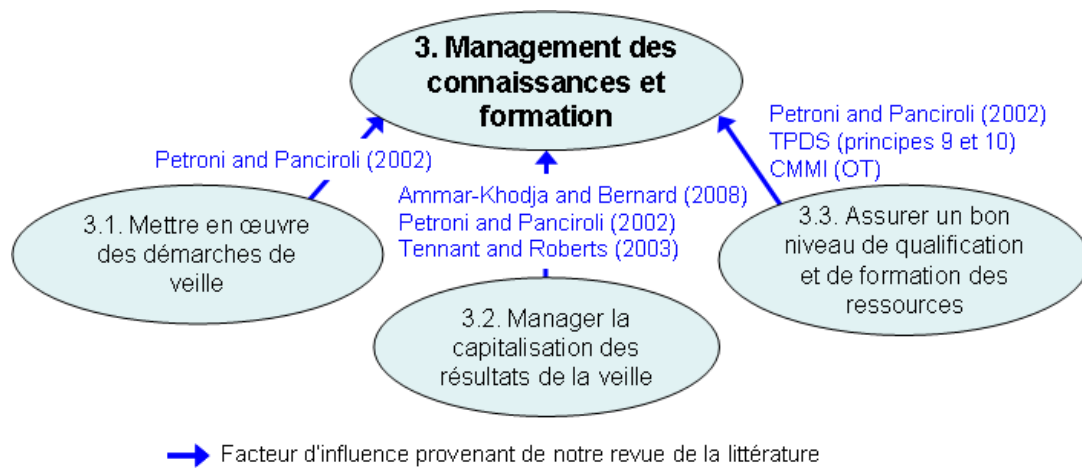 3. Management des
connaissances et
formation
Petroni and Panciroli (2002)
Petroni and Panciroli (2002)
TPDS (principes 9 et 10)
CMMI (OT)
Ammar-Khodja and Bernard (2008)
Petroni and Panciroli (2002)
Tennant and Roberts (2003)
3.1. Mettre en œuvre
des démarches de
veille
3.2. Manager la
capitalisation des
résultats de la veille
3.3. Assurer un bon
niveau de qualification
et de formation des
ressources
Facteur d'influence provenant de notre revue de la littérature